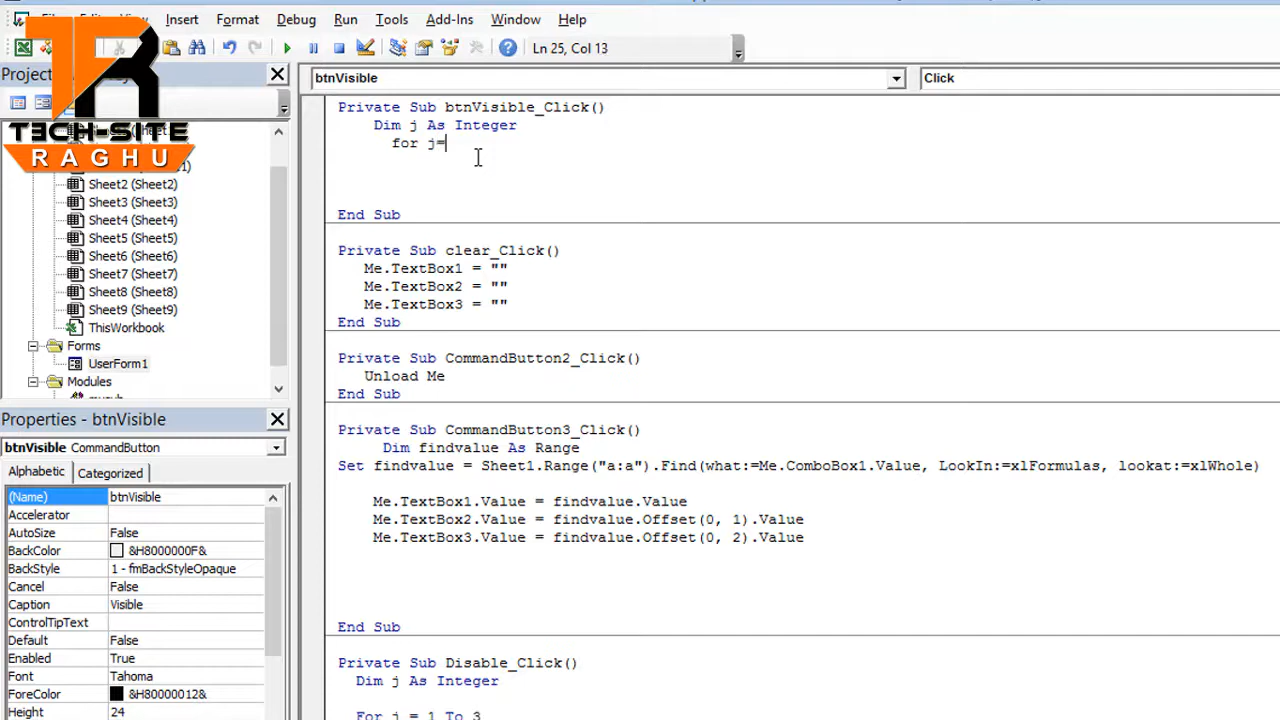 Insert Format Debug Run Tools Add-Ins Window Help
Ln 25, Col 13
TECH-SITE
RAGHU
Sheet2 (Sheet2)
Sheet3 (Sheet3)
Sheet4 (Sheet4)
Sheet5 (Sheet5)
Sheet6 (Sheet6)
Sheet7 (Sheet7)
Sheet8 (Sheet8)
Sheet9 (Sheet9)
ThisWorkbook
Forms
UserForm1
Modules
Properties - btnVisible
btnVisible CommandButton
Alphabetic Categorized
(Name) btnVisible
Accelerator
AutoSize False
BackColor &H8000000F&
BackStyle 1 - fmBackStyleOpaque
Cancel False
Caption Visible
ControlTipText
Default False
Enabled True
Font Tahoma
ForeColor &H80000012&
Height 24
btnVisible Click
Private Sub btnVisible_Click()
Dim j As Integer
for j=
End Sub
Private Sub clear_Click()
Me.TextBox1 = ""
Me.TextBox2 = ""
Me.TextBox3 = ""
End Sub
Private Sub CommandButton2_Click()
Unload Me
End Sub
Private Sub CommandButton3_Click()
Dim findvalue As Range
Set findvalue = Sheet1.Range("a:a").Find(what:=Me.ComboBox1.Value, LookIn:=xlFormulas, lookat:=xlWhole)
Me.TextBox1.Value = findvalue.Value
Me.TextBox2.Value = findvalue.Offset(0, 1).Value
Me.TextBox3.Value = findvalue.Offset(0, 2).Value
End Sub
Private Sub Disable_Click()
Dim j As Integer
For j = 1 To 3